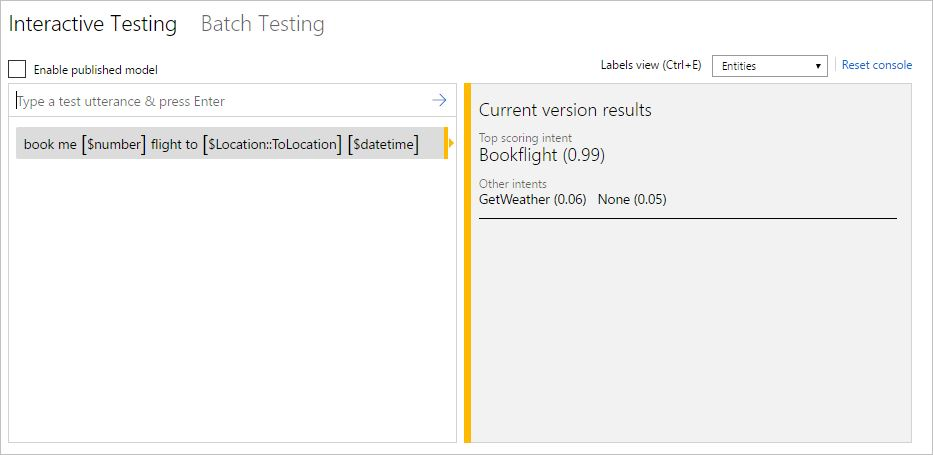 Interactive Testing Batch Testing
Enable published model Labels view (Ctrl+E) Entities Reset console
Type a test utterance & press Enter
book me [$number] flight to [$Location::ToLocation] [$datetime]
Current version results
Top scoring intent
Bookflight (0.99)
Other intents
GetWeather (0.06) None (0.05)